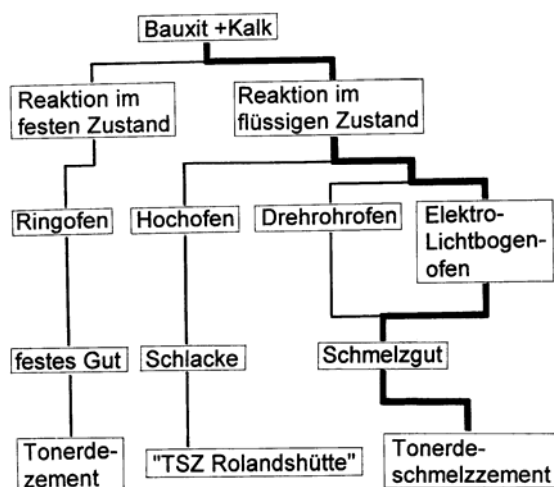 Bauxit +Kalk
Reaktion im
festen Zustand
Reaktion im
flüssigen Zustand
Ringofen
Hochofen
Drehrohrofen
Elektro-
Lichtbogen-
ofen
festes Gut
Schlacke
Schmelzgut
Tonerde-
zement
"TSZ Rolandshütte"
Tonerde-
schmelzzement